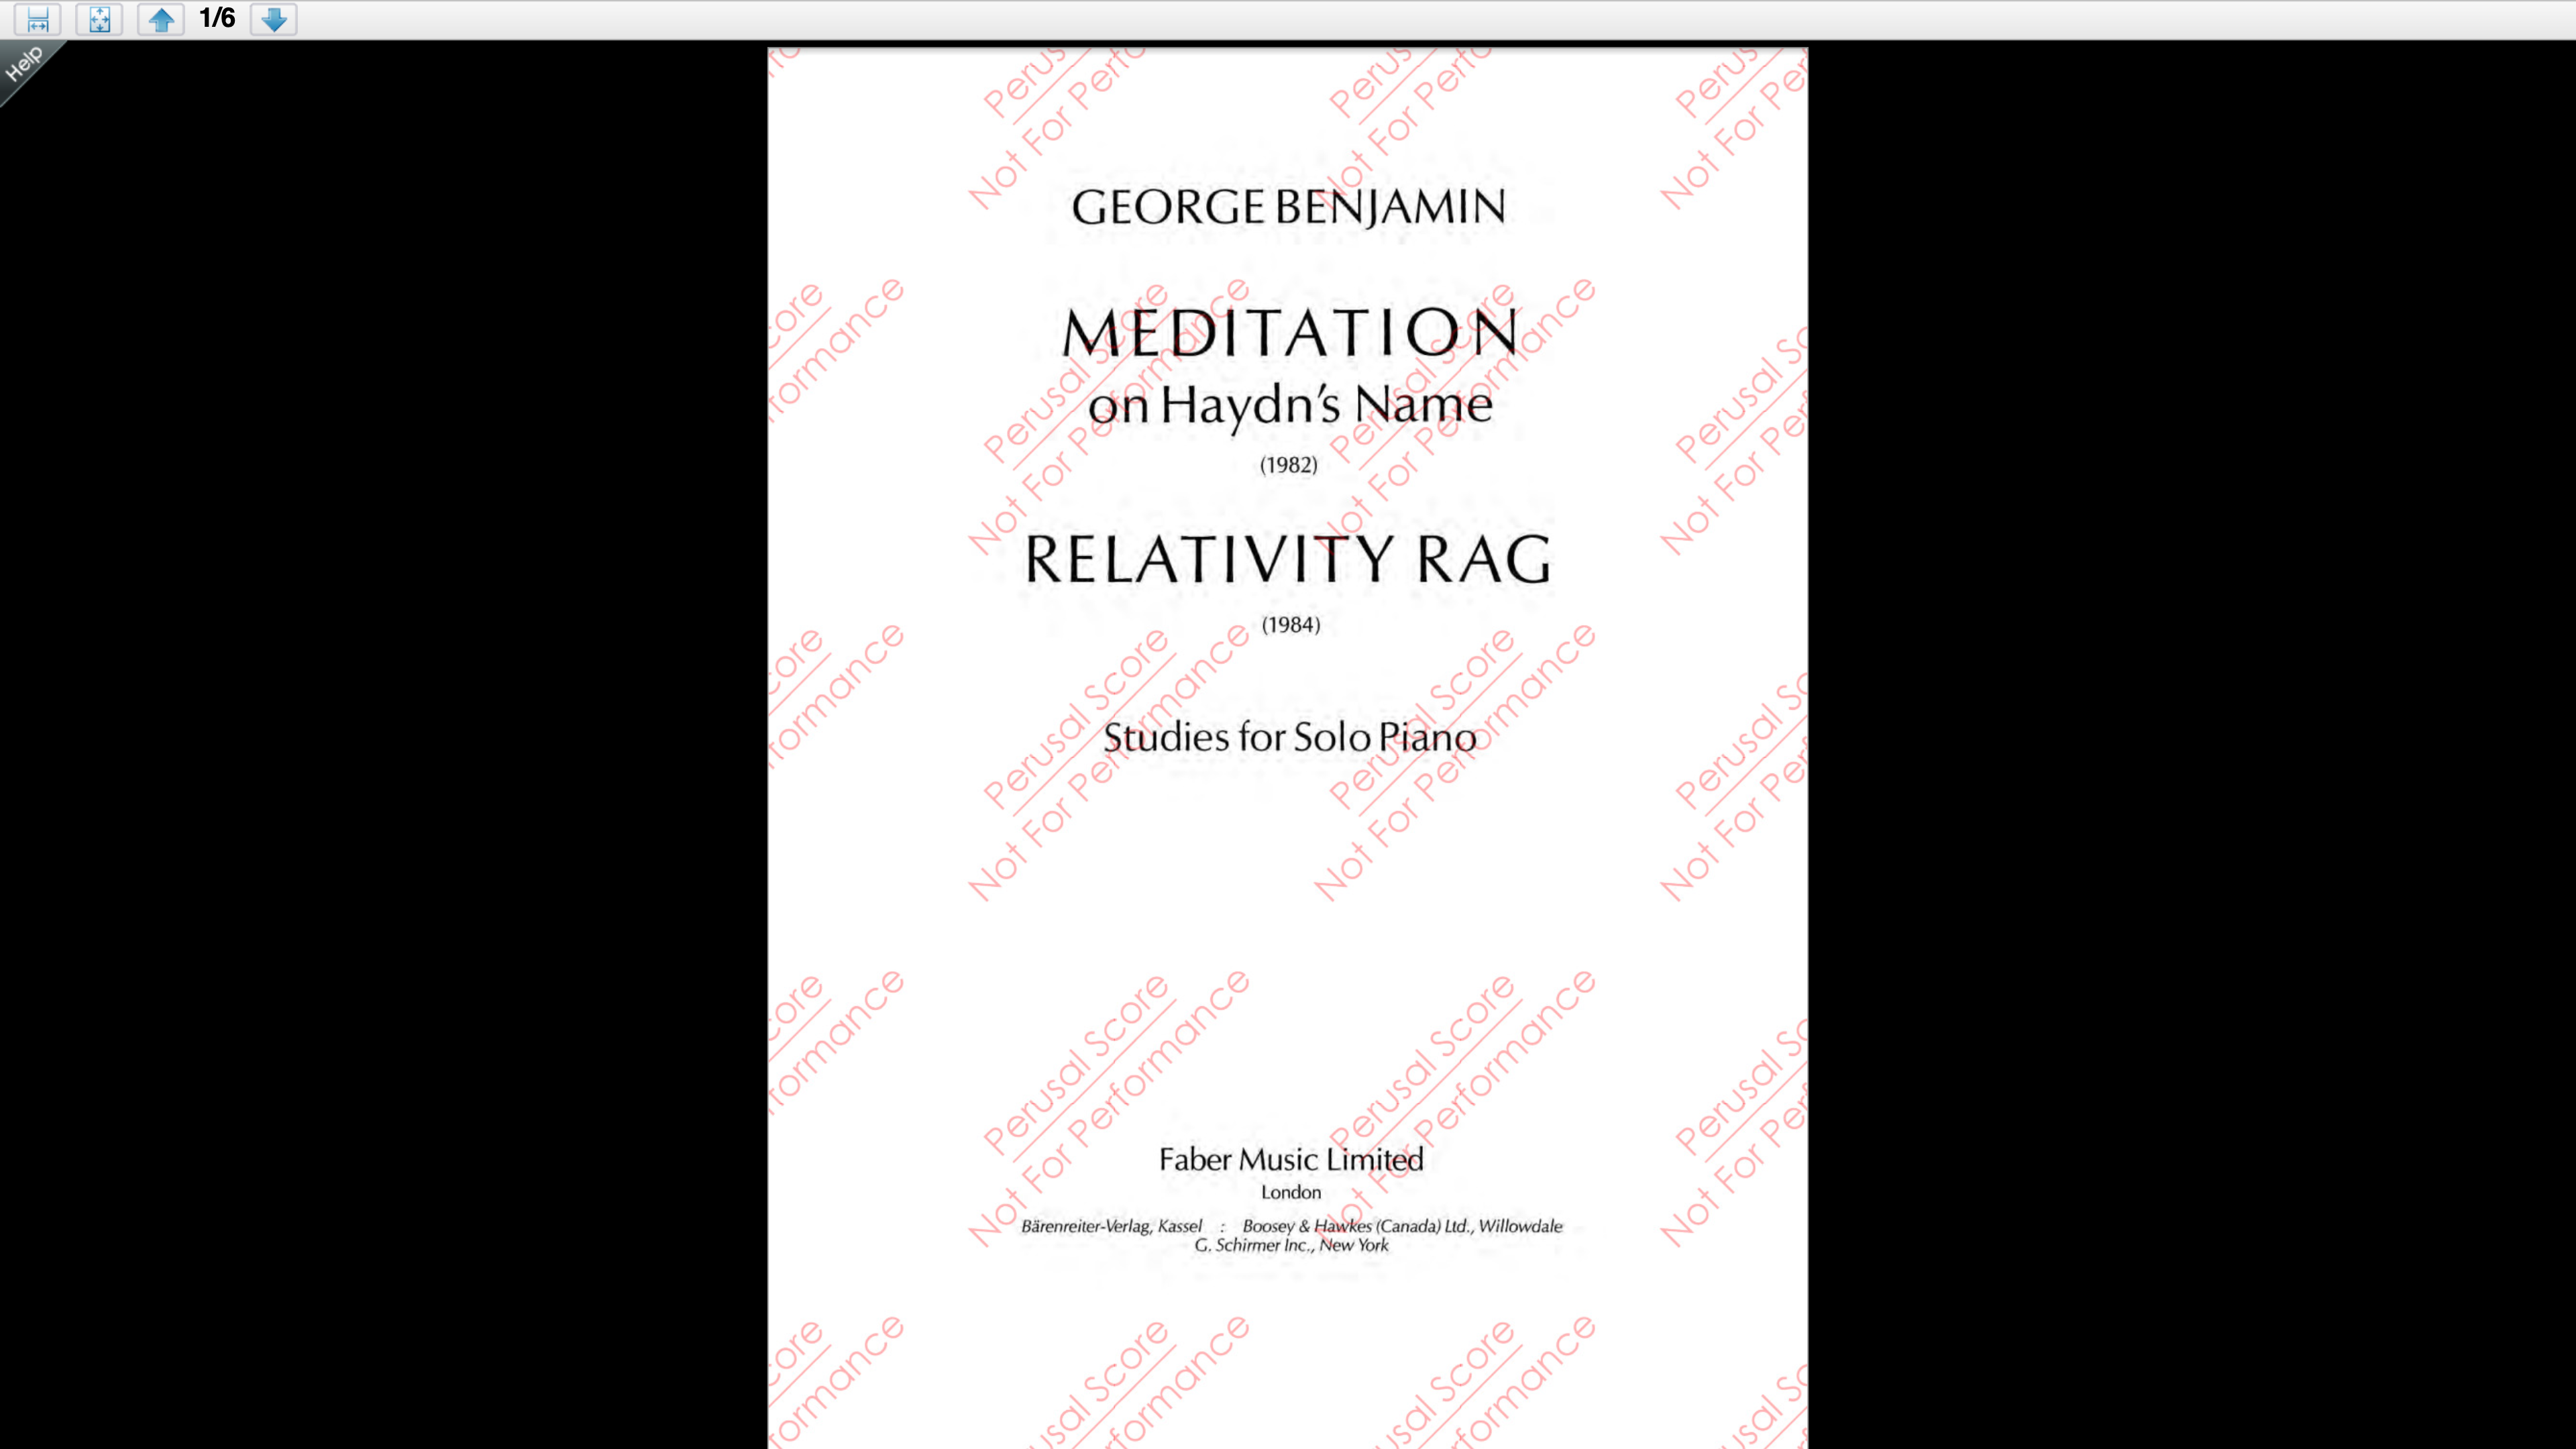 1/6
Help
GEORGE BENJAMIN
MEDITATION
on Haydn's Name
(1982)
RELATIVITY RAG
(1984)
Studies for Solo Piano
Faber Music Limited
London
Bärenreiter-Verlag, Kassel : Boosey & Hawkes (Canada) Ltd., Willowdale
G. Schirmer Inc., New York
Perusal Score
Not For Performance